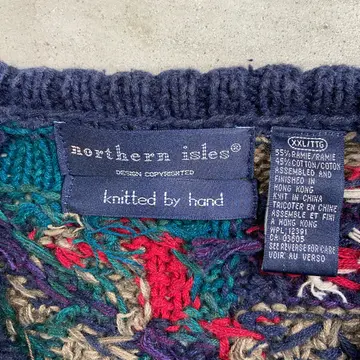 northern isles®
DESIGN COPYRIGHTED
knitted by hand
XXL/TTG
55% RAMIE/RAMIE
45% COTTON/COTON
ASSEMBLED AND
FINISHED IN
HONG KONG
KNIT IN CHINA
TRICOTER EN CHINE
ASSEMBLE ET FINI
A HONG KONG
WPL: 12391
CA: 03605
SEE REVERSE FOR CARE
VOIR AU VERSO